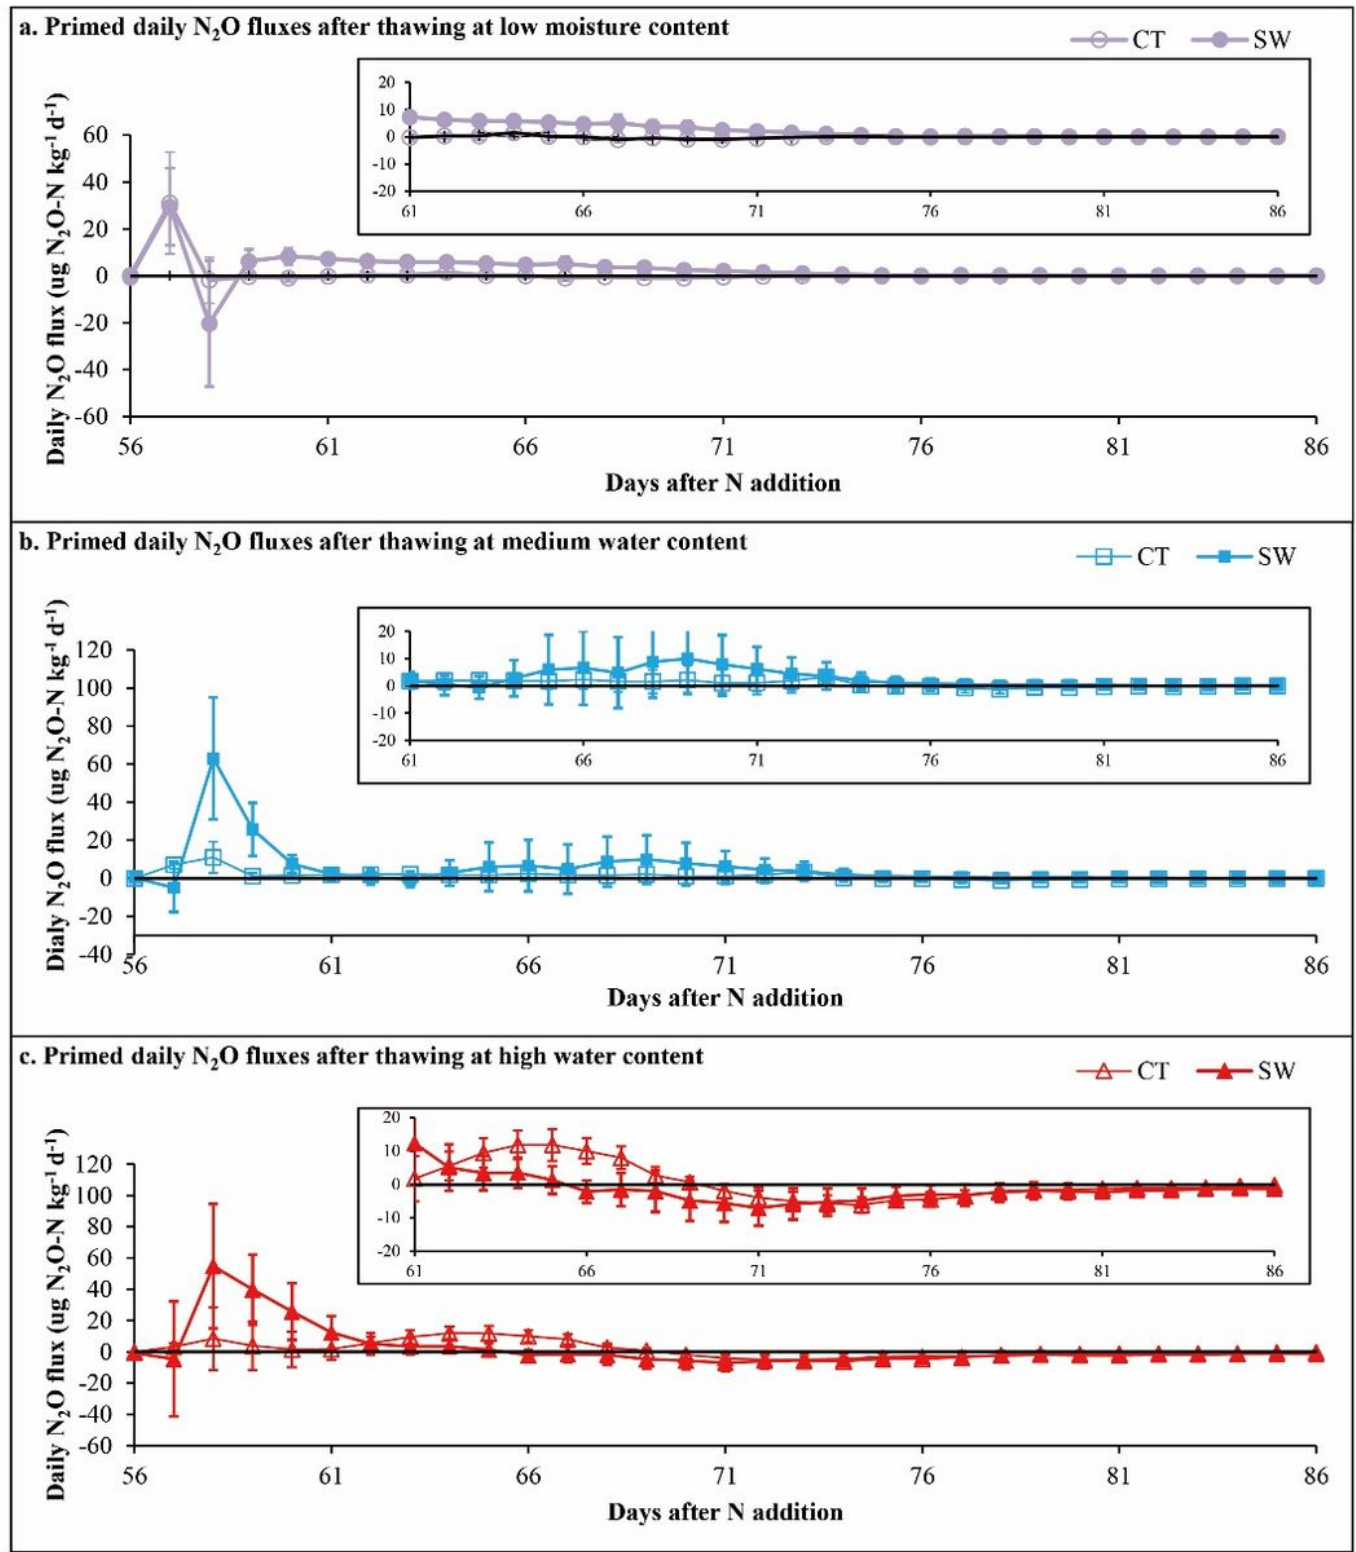 a. Primed daily N₂O fluxes after thawing at low moisture content
CT SW
20
10
0
-10
-20
61 66 71 76 81 86
Daily N₂O flux (ug N₂O-N kg⁻¹ d⁻¹)
60
40
20
0
-20
-40
-60
56 61 66 71 76 81 86
Days after N addition
b. Primed daily N₂O fluxes after thawing at medium water content
CT SW
20
10
0
-10
-20
61 66 71 76 81 86
Dialy N₂O flux (ug N₂O-N kg⁻¹ d⁻¹)
120
100
80
60
40
20
0
-20
-40
56 61 66 71 76 81 86
Days after N addition
c. Primed daily N₂O fluxes after thawing at high water content
CT SW
20
10
0
-10
-20
61 66 71 76 81 86
Daily N₂O flux (ug N₂O-N kg⁻¹ d⁻¹)
120
100
80
60
40
20
0
-20
-40
-60
56 61 66 71 76 81 86
Days after N addition